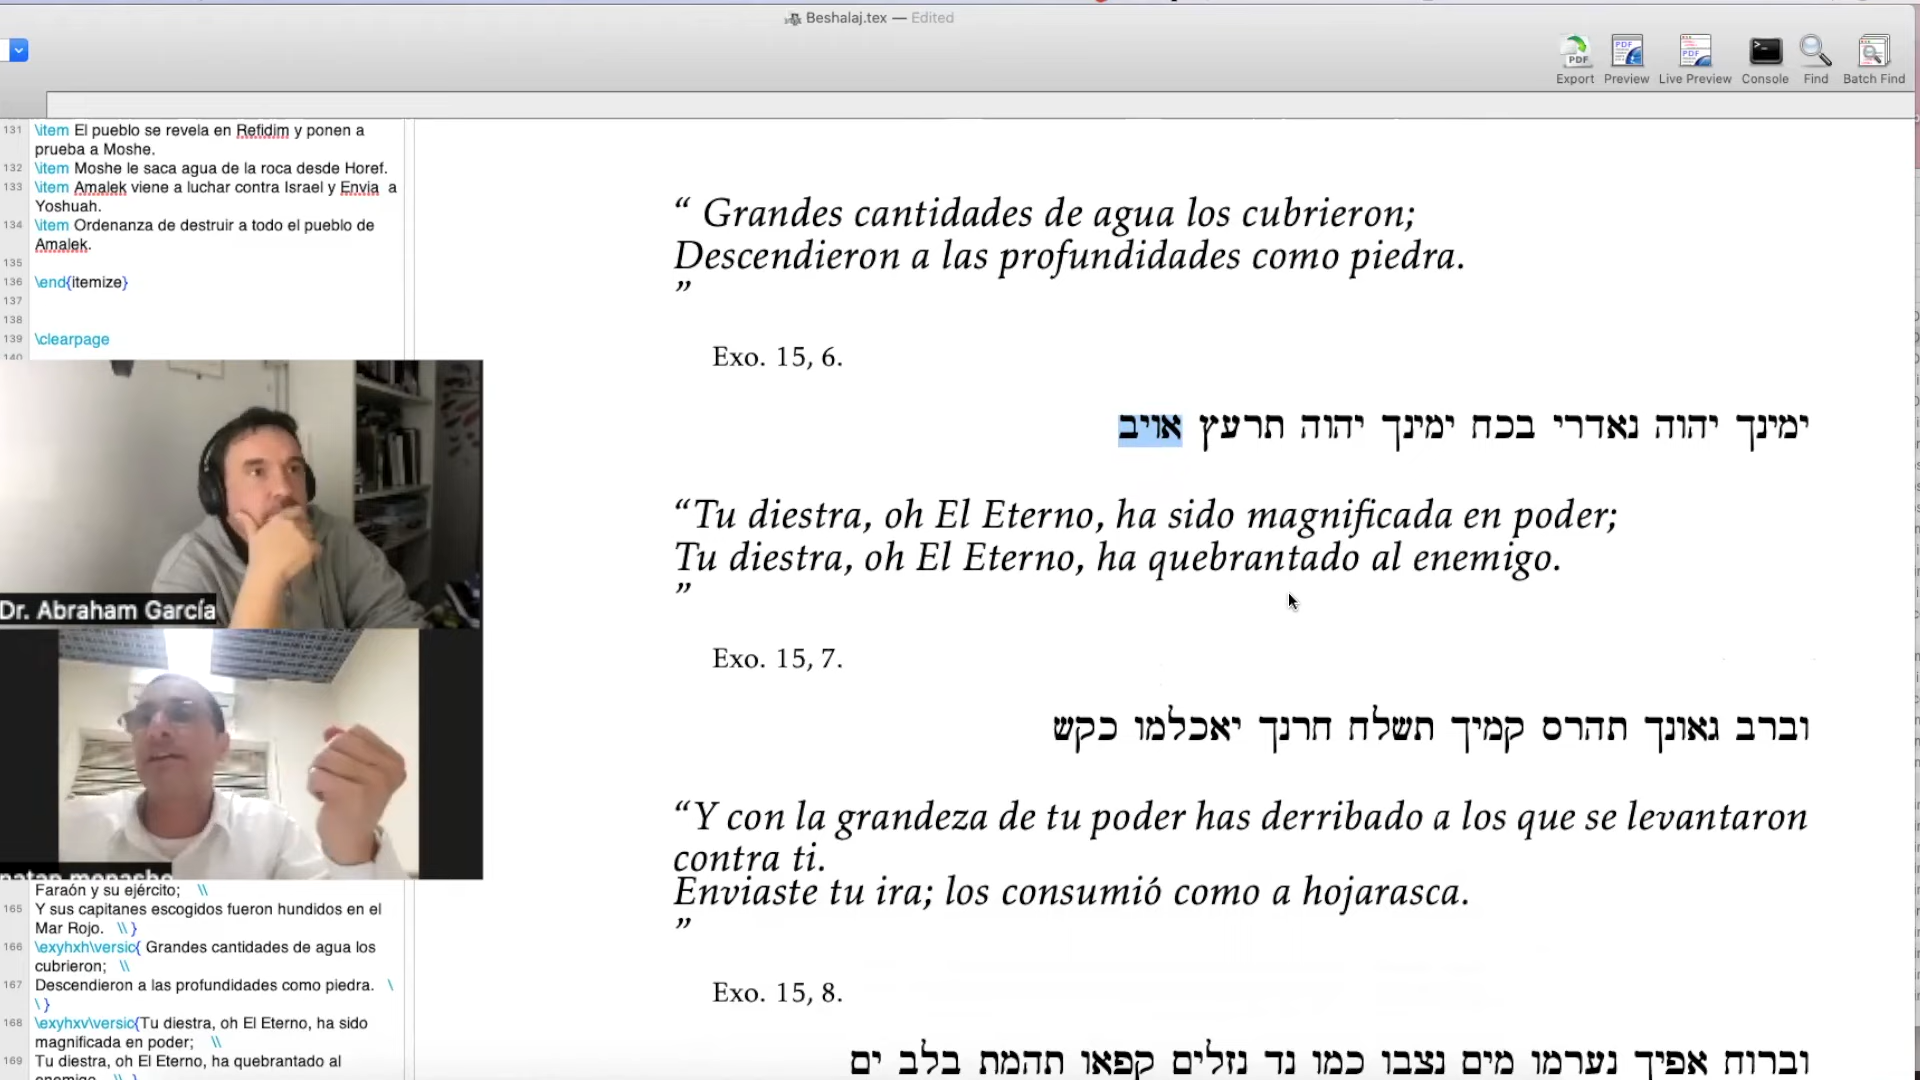 Beshalaj.tex — Edited
Export Preview Live Preview Console Find Batch Find
131 \item El pueblo se revela en Refidim y ponen a
prueba a Moshe.
132 \item Moshe le saca agua de la roca desde Horef.
133 \item Amalek viene a luchar contra Israel y Envia a
Yoshuah.
134 \item Ordenanza de destruir a todo el pueblo de
Amalek.
135
136 \end{itemize}
137
138
139 \clearpage
140
Dr. Abraham García
natan menashe
Faraón y su ejército; \\
165 Y sus capitanes escogidos fueron hundidos en el
Mar Rojo. \\ }
166 \exyhxh\versic{ Grandes cantidades de agua los
cubrieron; \\
167 Descendieron a las profundidades como piedra. \
\ }
168 \exyhxv\versic{Tu diestra, oh El Eterno, ha sido
magnificada en poder; \\
169 Tu diestra, oh El Eterno, ha quebrantado al
enemigo. \\ }
“ Grandes cantidades de agua los cubrieron;
Descendieron a las profundidades como piedra.
”
Exo. 15, 6.
ימינך יהוה נאדרי בכח ימינך יהוה תרעץ אויב
“Tu diestra, oh El Eterno, ha sido magnificada en poder;
Tu diestra, oh El Eterno, ha quebrantado al enemigo.
”
Exo. 15, 7.
וברב גאונך תהרס קמיך תשלח חרנך יאכלמו כקש
“Y con la grandeza de tu poder has derribado a los que se levantaron
contra ti.
Enviaste tu ira; los consumió como a hojarasca.
”
Exo. 15, 8.
וברוח אפיך נערמו מים נצבו כמו נד נזלים קפאו תהמת בלב ים